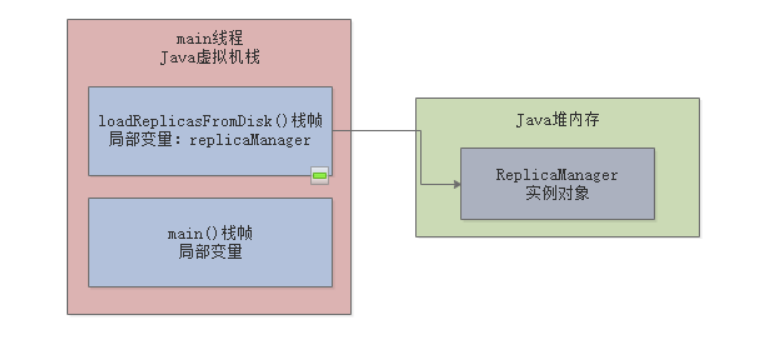 main线程
Java虚拟机栈
loadReplicasFromDisk()栈帧
局部变量：replicaManager
main()栈帧
局部变量
Java堆内存
ReplicaManager
实例对象